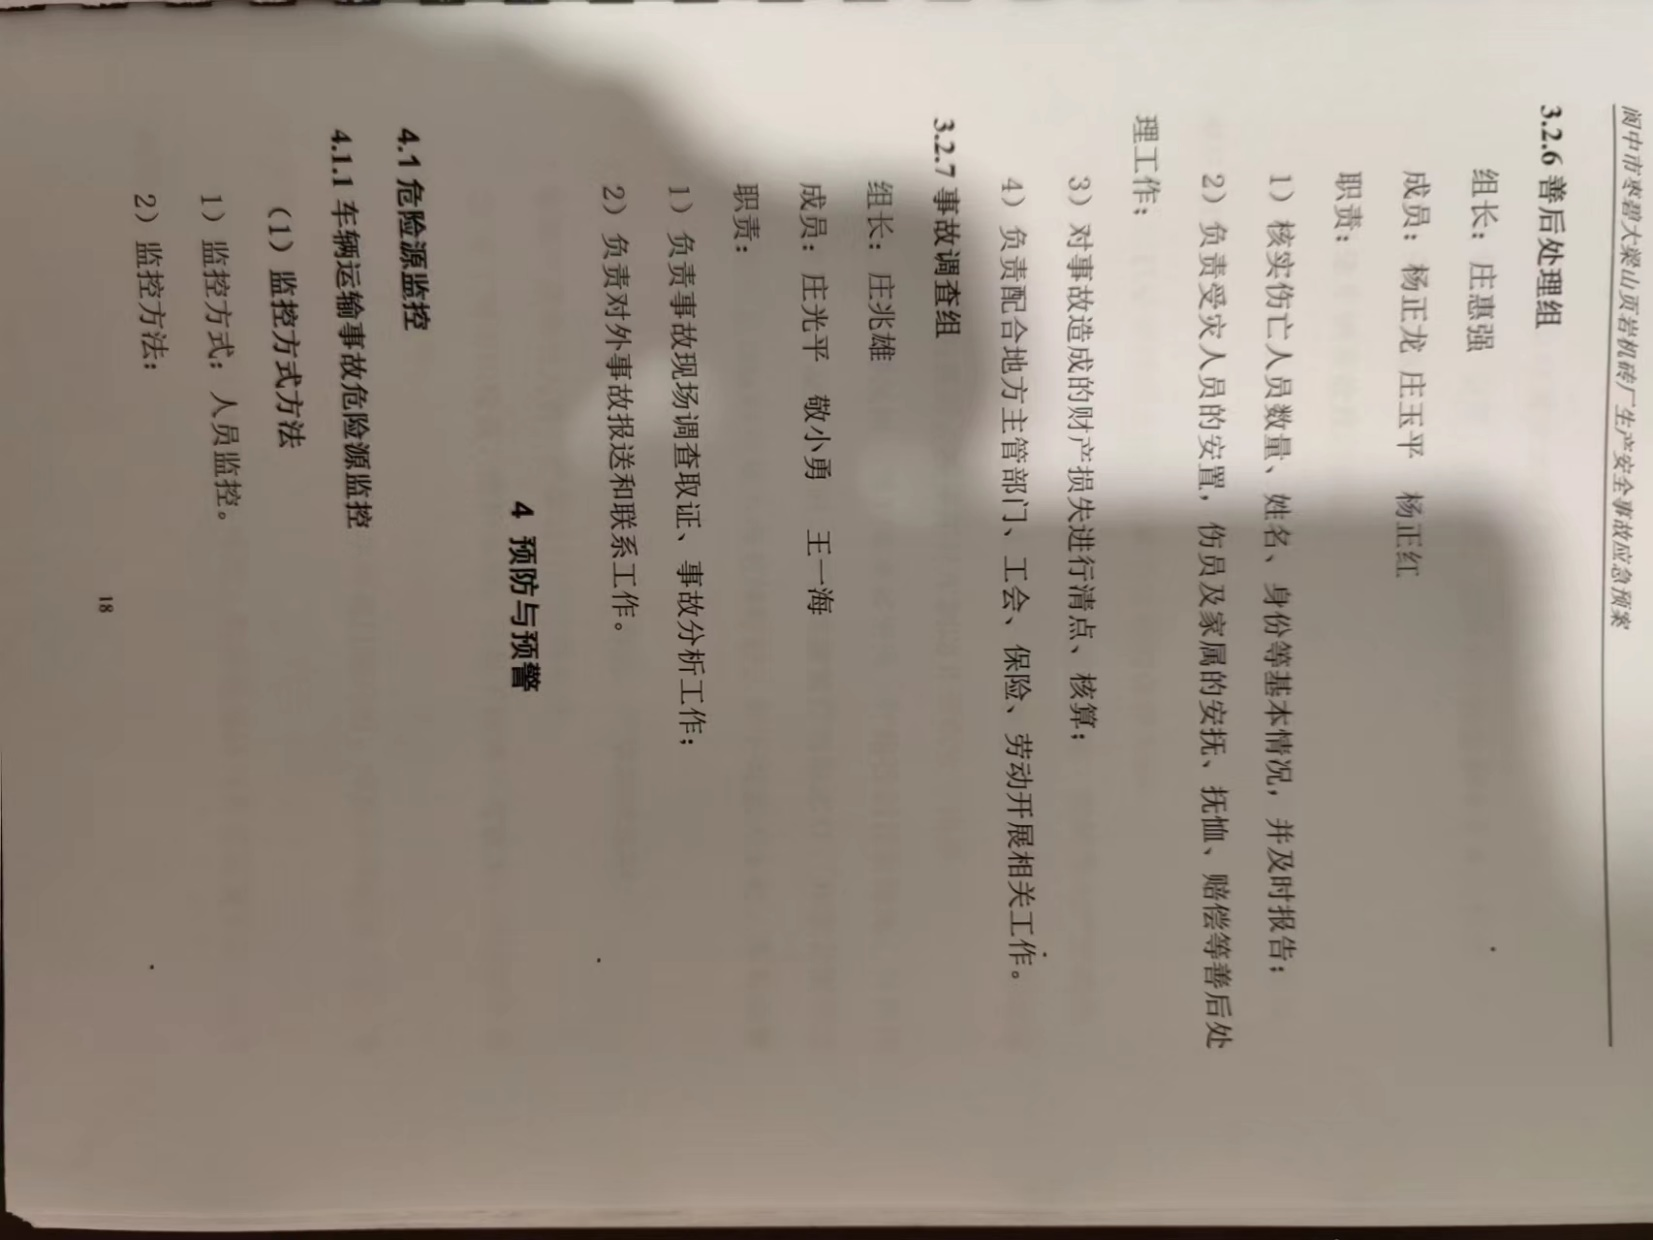 阆中市枣碧大梁山页岩机砖厂生产安全事故应急预案
3.2.6 善后处理组
组长：庄惠强
成员：杨正龙 庄玉平 杨正红
职责：
1）核实伤亡人员数量、姓名、身份等基本情况，并及时报告；
2）负责受灾人员的安置，伤员及家属的安抚、抚恤、赔偿等善后处
理工作；
3）对事故造成的财产损失进行清点、核算；
4）负责配合地方主管部门、工会、保险、劳动开展相关工作。
3.2.7 事故调查组
组长：庄兆雄
成员：庄光平 敬小勇 王一海
职责：
1）负责事故现场调查取证、事故分析工作；
2）负责对外事故报送和联系工作。
4 预防与预警
4.1 危险源监控
4.1.1 车辆运输事故危险源监控
（1）监控方式方法
1）监控方式：人员监控。
2）监控方法：
18